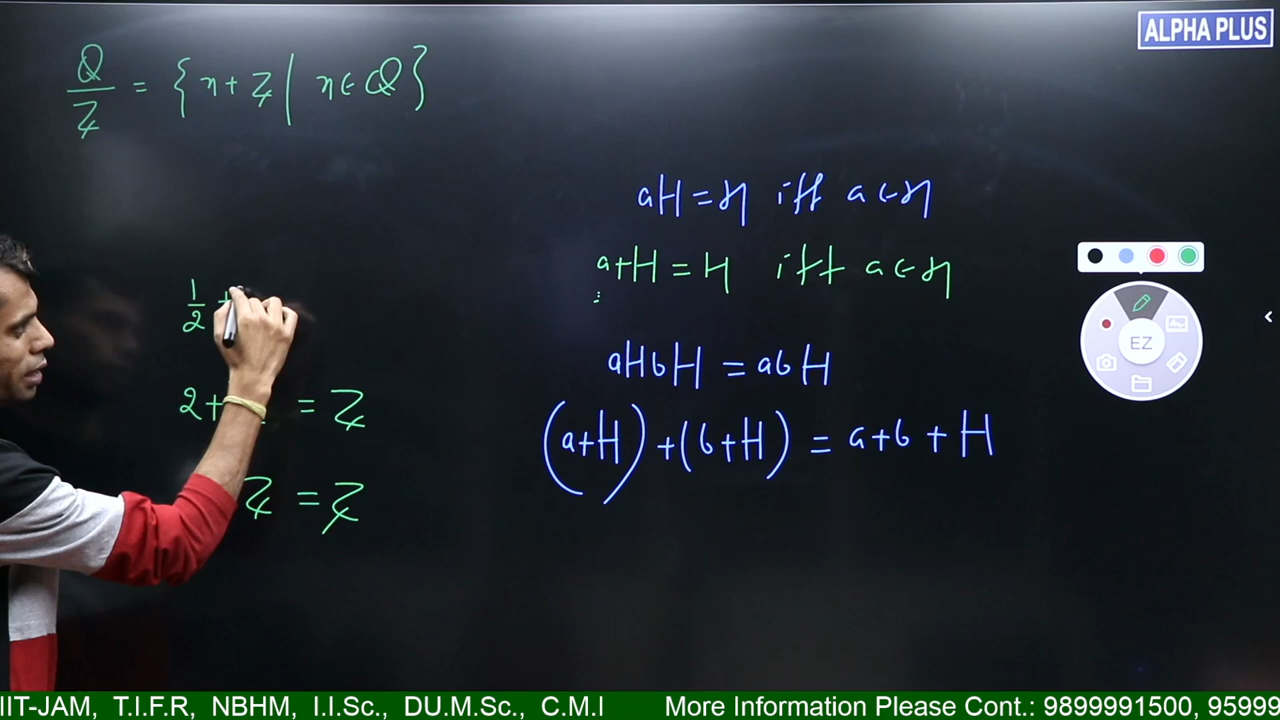 ALPHA PLUS
Q/Z = { x + Z | x ∈ Q }
aH = H iff a ∈ H
a+H = H iff a ∈ H
1/2 +
aHbH = abH
2+ = Z
(a+H) + (b+H) = a+b + H
Z = Z
EZ
IIT-JAM, T.I.F.R, NBHM, I.I.Sc., DU.M.Sc., C.M.I More Information Please Cont.: 9899991500, 95999